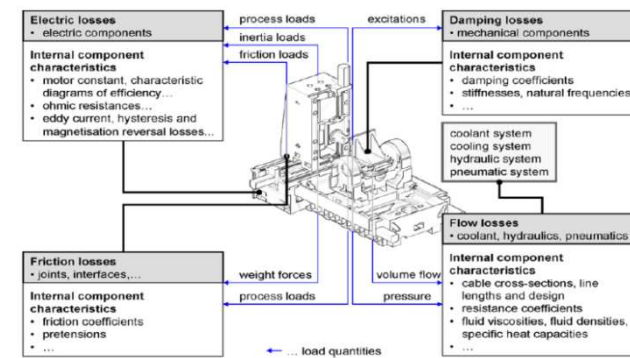 Electric losses
• electric components
Internal component
characteristics
• motor constant, characteristic
diagrams of efficiency…
• ohmic resistances…
• eddy current, hysteresis and
magnetisation reversal losses...
process loads
inertia loads
friction loads
excitations
Damping losses
• mechanical components
Internal component
characteristics
• damping coefficients
• stiffnesses, natural frequencies
• …
coolant system
cooling system
hydraulic system
pneumatic system
Friction losses
• joints, interfaces,…
Internal component
characteristics
• friction coefficients
• pretensions
• …
weight forces
process loads
volume flow
pressure
Flow losses
• coolant, hydraulics, pneumatics
Internal component
characteristics
• cable cross-sections, line
lengths and design
• resistance coefficients
• fluid viscosities, fluid densities,
specific heat capacities
• …
... load quantities